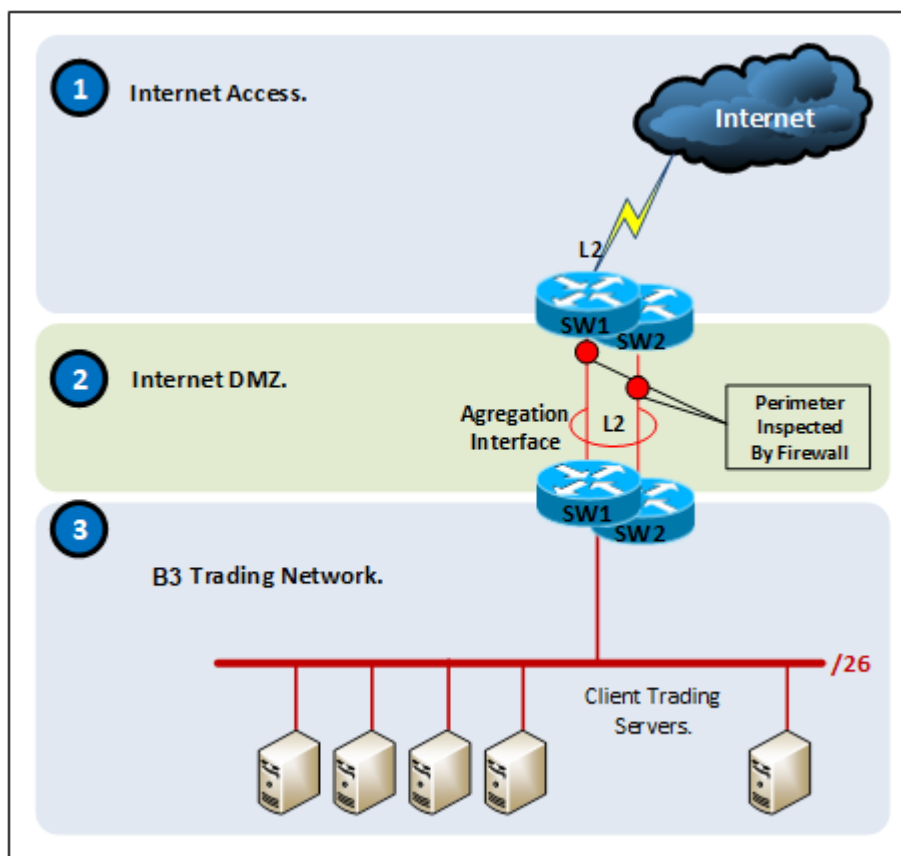 1
Internet Access.
Internet
L2
SW1
SW2
2
Internet DMZ.
Agregation
Interface
L2
Perimeter
Inspected
By Firewall
SW1
SW2
3
B3 Trading Network.
/26
Client Trading
Servers.